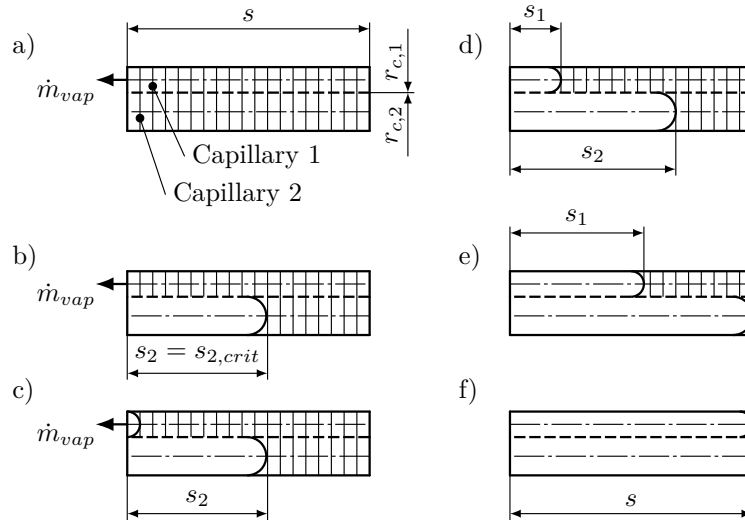 a)
s
ṁ_vap
r_c,1
r_c,2
Capillary 1
Capillary 2
b)
ṁ_vap
s_2 = s_2,crit
c)
ṁ_vap
s_2
d)
s_1
s_2
e)
s_1
f)
s